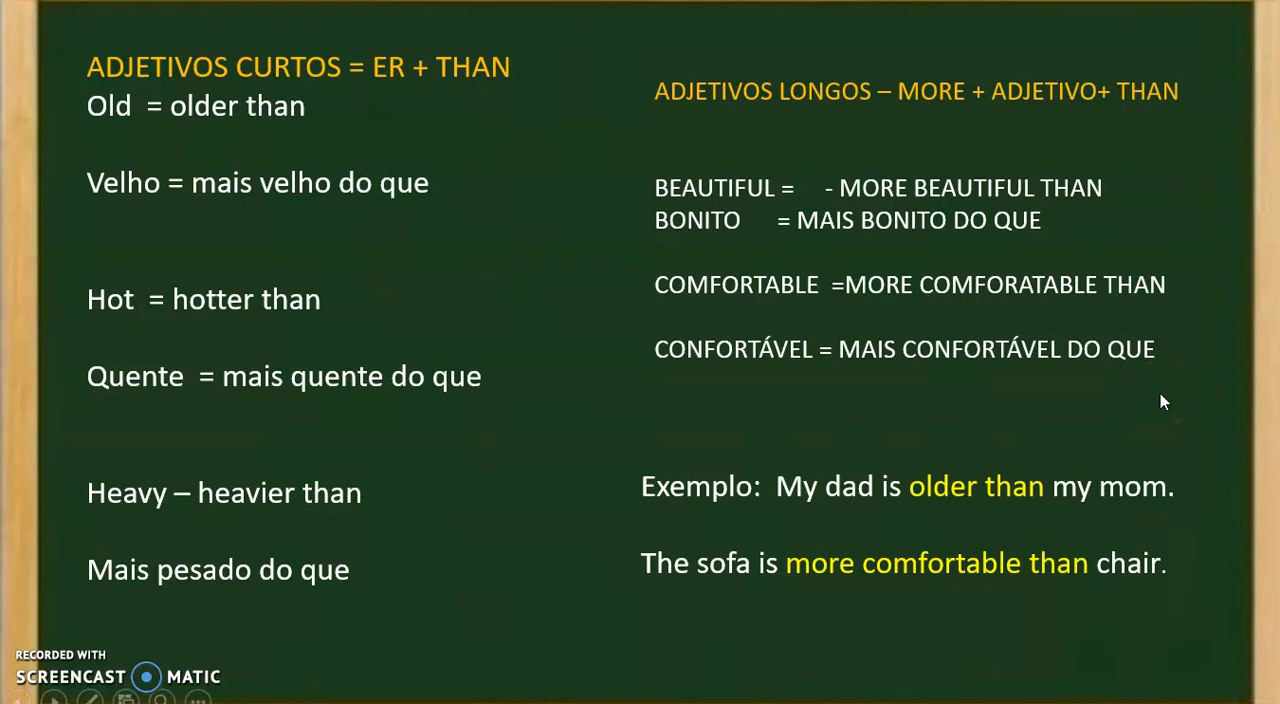 ADJETIVOS CURTOS = ER + THAN
Old = older than
Velho = mais velho do que
Hot = hotter than
Quente = mais quente do que
Heavy – heavier than
Mais pesado do que
ADJETIVOS LONGOS – MORE + ADJETIVO+ THAN
BEAUTIFUL = - MORE BEAUTIFUL THAN
BONITO = MAIS BONITO DO QUE
COMFORTABLE =MORE COMFORATABLE THAN
CONFORTÁVEL = MAIS CONFORTÁVEL DO QUE
Exemplo: My dad is older than my mom.
The sofa is more comfortable than chair.
RECORDED WITH
SCREENCAST MATIC